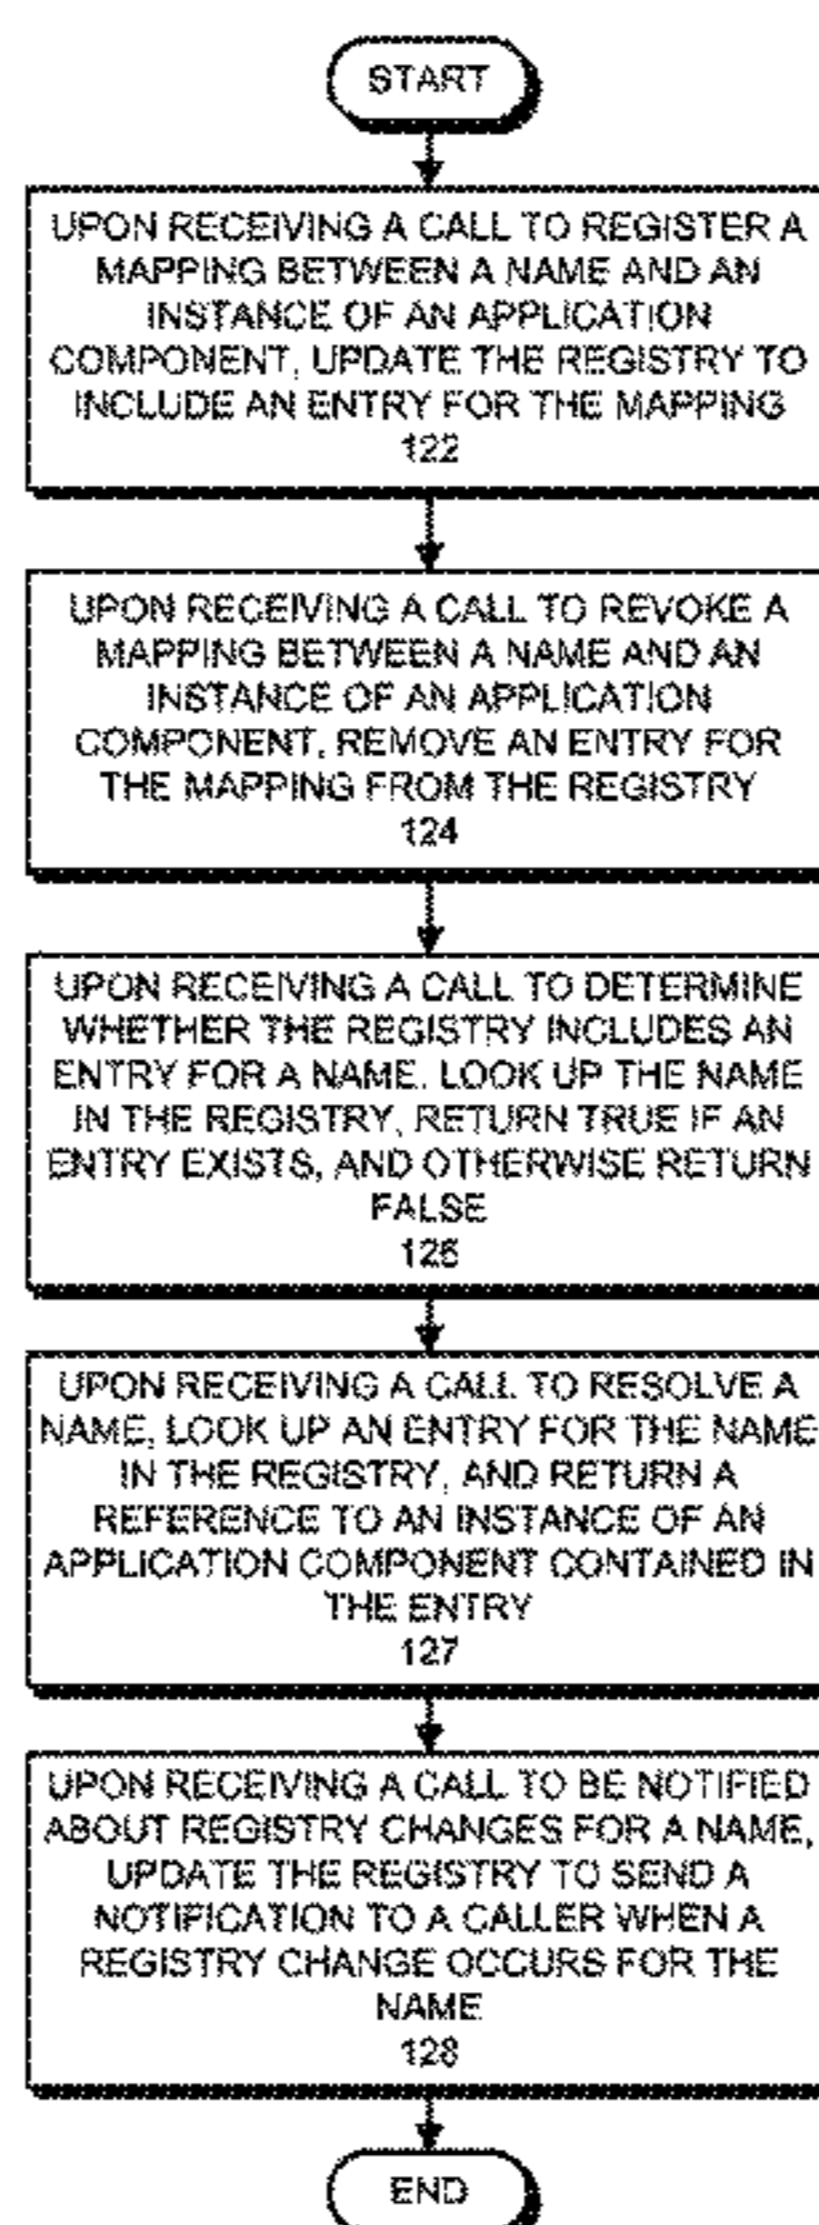 START
UPON RECEIVING A CALL TO REGISTER A
MAPPING BETWEEN A NAME AND AN
INSTANCE OF AN APPLICATION
COMPONENT, UPDATE THE REGISTRY TO
INCLUDE AN ENTRY FOR THE MAPPING
122
UPON RECEIVING A CALL TO REVOKE A
MAPPING BETWEEN A NAME AND AN
INSTANCE OF AN APPLICATION
COMPONENT, REMOVE AN ENTRY FOR
THE MAPPING FROM THE REGISTRY
124
UPON RECEIVING A CALL TO DETERMINE
WHETHER THE REGISTRY INCLUDES AN
ENTRY FOR A NAME, LOOK UP THE NAME
IN THE REGISTRY, RETURN TRUE IF AN
ENTRY EXISTS, AND OTHERWISE RETURN
FALSE
126
UPON RECEIVING A CALL TO RESOLVE A
NAME, LOOK UP AN ENTRY FOR THE NAME
IN THE REGISTRY, AND RETURN A
REFERENCE TO AN INSTANCE OF AN
APPLICATION COMPONENT CONTAINED IN
THE ENTRY
127
UPON RECEIVING A CALL TO BE NOTIFIED
ABOUT REGISTRY CHANGES FOR A NAME,
UPDATE THE REGISTRY TO SEND A
NOTIFICATION TO A CALLER WHEN A
REGISTRY CHANGE OCCURS FOR THE
NAME
128
END